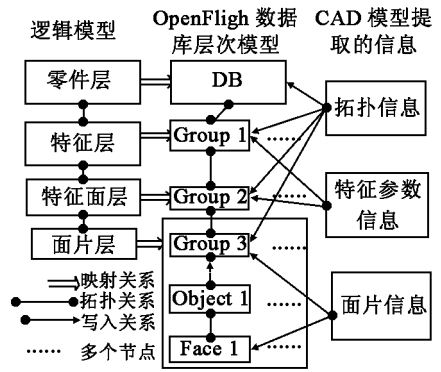 逻辑模型
OpenFligh 数据
库层次模型
CAD 模型提
取的信息
零件层
DB
拓扑信息
特征层
Group 1
……
特征面层
Group 2
……
特征参数
信息
面片层
Group 3
……
映射关系
拓扑关系
写入关系
…… 多个节点
Object 1
……
面片信息
Face 1
……